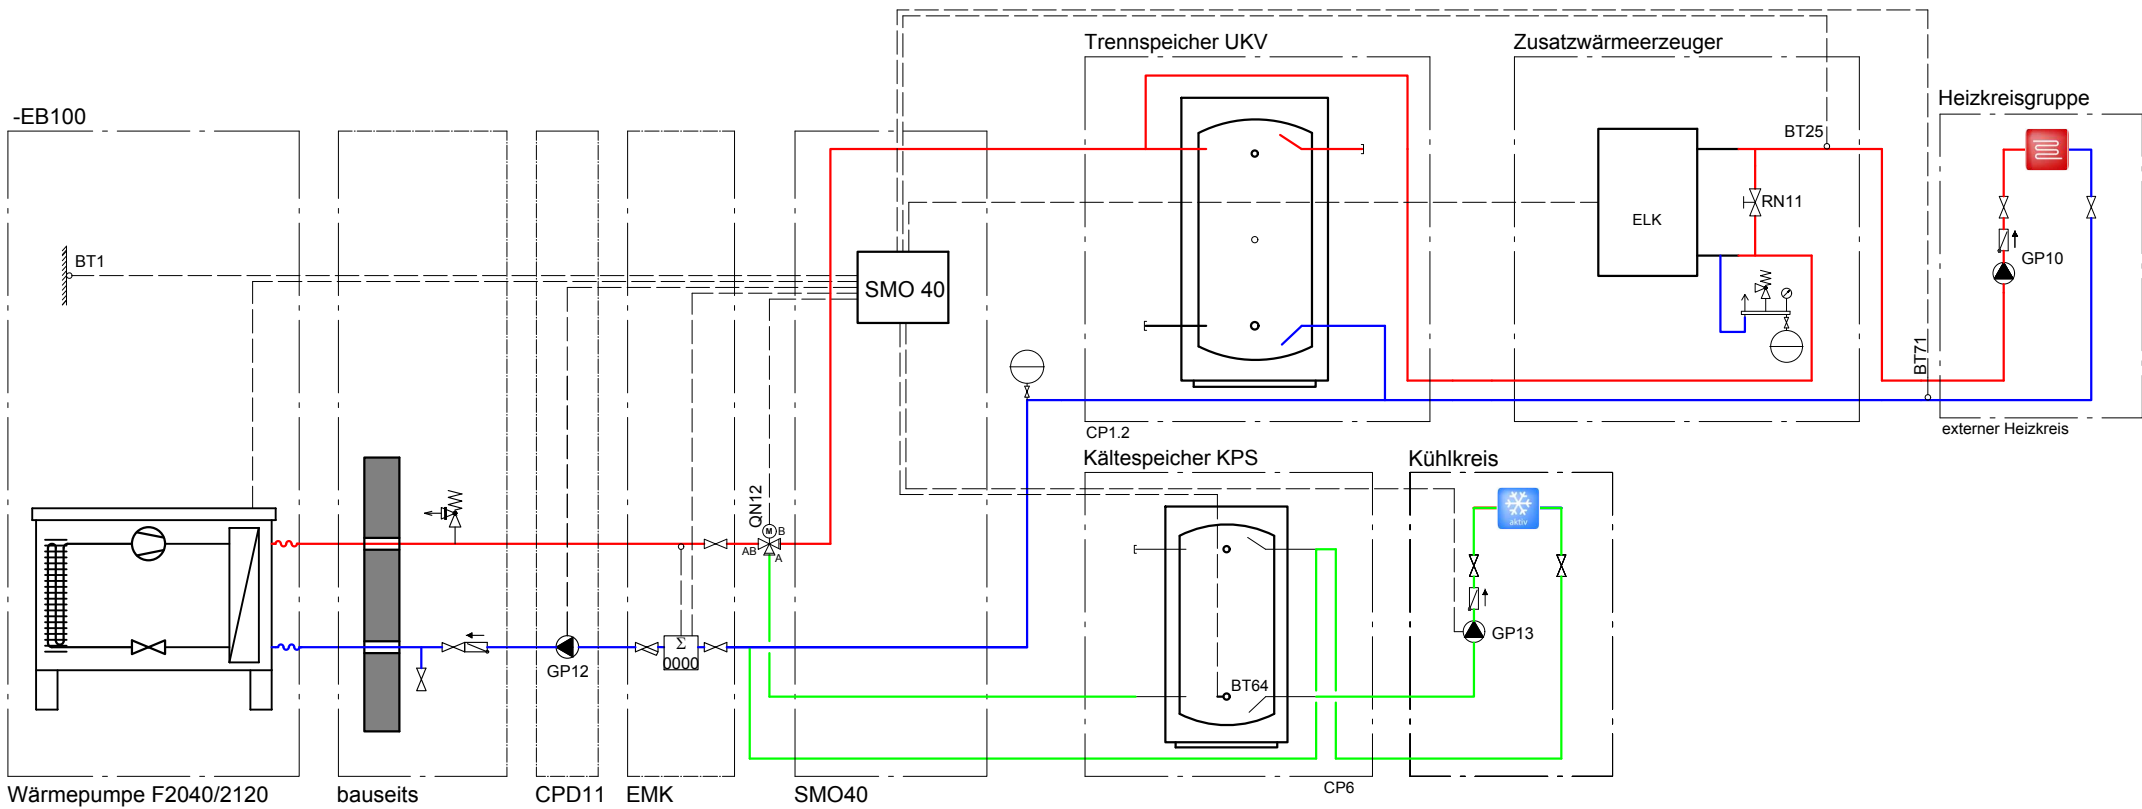 Trennspeicher UKV
Zusatzwärmeerzeuger
Heizkreisgruppe
-EB100
BT25
BT1
RN11
ELK
GP10
SMO 40
BT71
CP1.2
externer Heizkreis
Kältespeicher KPS
Kühlkreis
QN12
aktiv
M
B
AB
A
Σ
0000
GP12
GP13
BT64
CP6
Wärmepumpe F2040/2120
bauseits
CPD11
EMK
SMO40